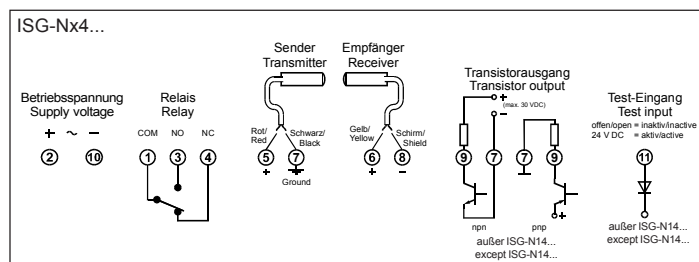 ISG-Nx4...
Betriebsspannung
Supply voltage
+ ~ −
2 10
Relais
Relay
COM NO NC
1 3 4
Sender
Transmitter
Rot/
Red
Schwarz/
Black
5 7
+
Ground
Empfänger
Receiver
Gelb/
Yellow
Schirm/
Shield
6 8
+ −
Transistorausgang
Transistor output
+
(max. 30 VDC)
−
9 7 7 9
+
npn pnp
außer ISG-N14...
except ISG-N14...
Test-Eingang
Test input
offen/open = inaktiv/inactive
24 V DC = aktiv/active
11
außer ISG-N14...
except ISG-N14...